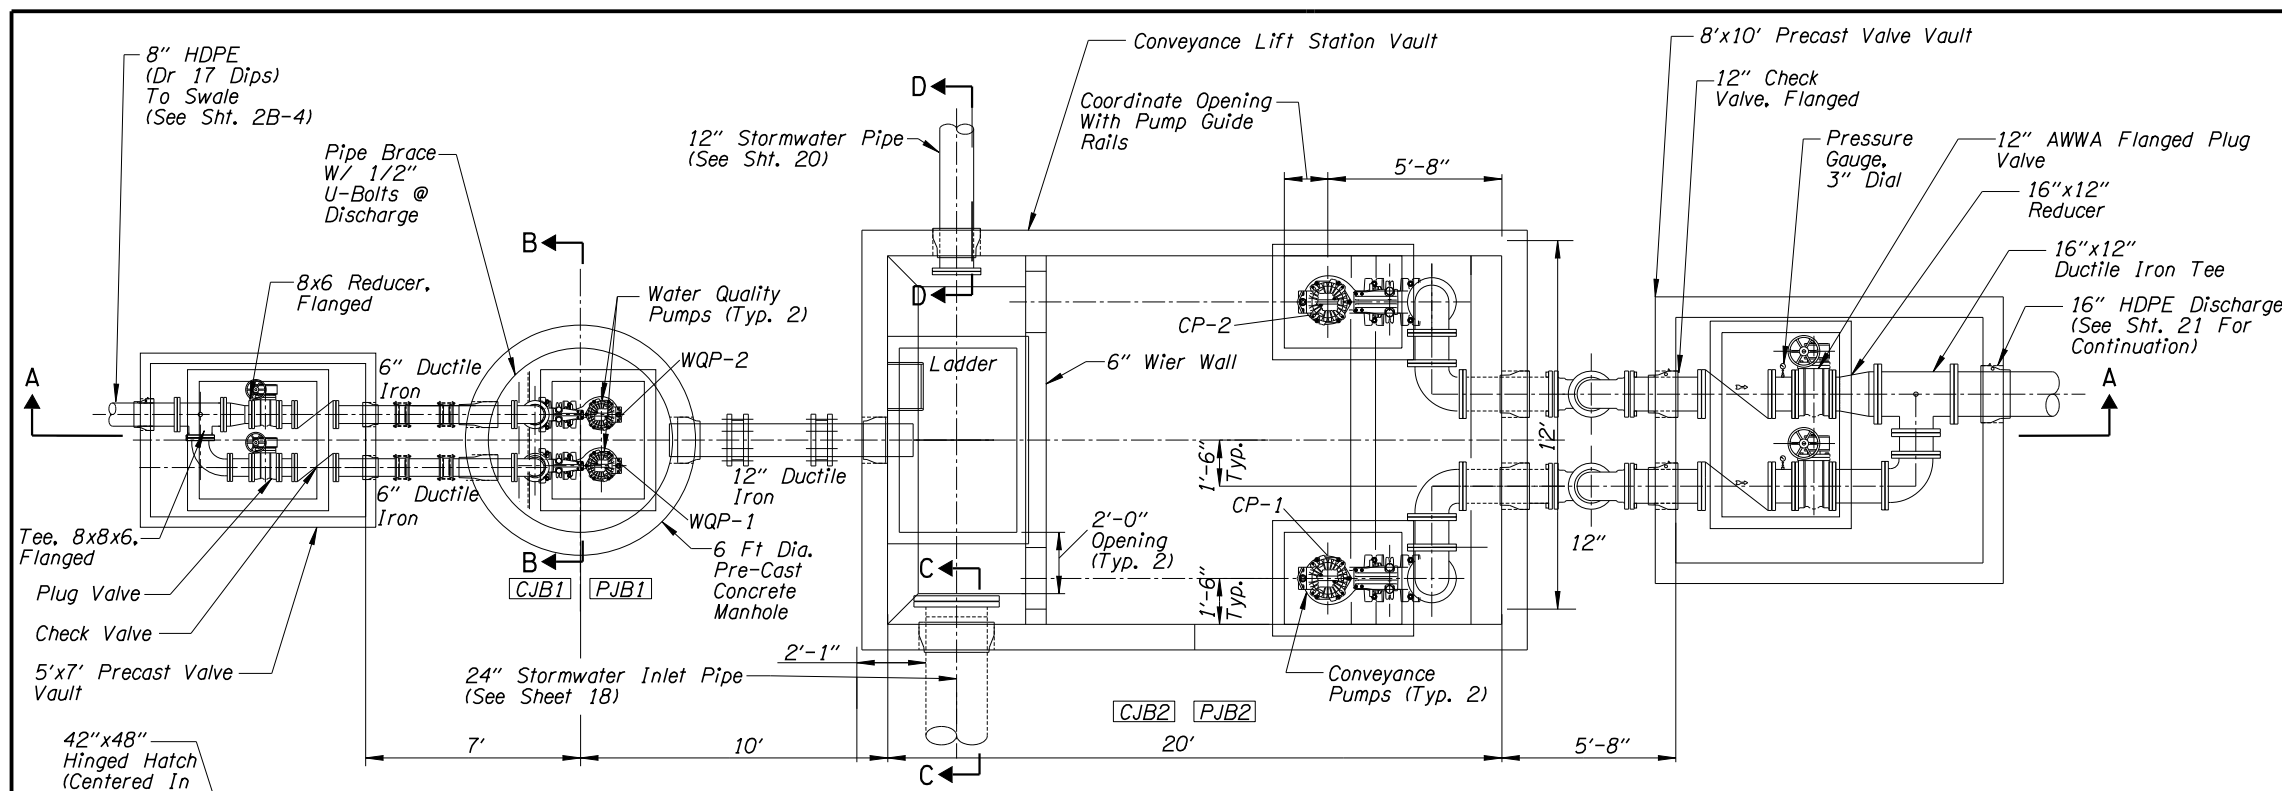 8" HDPE
(Dr 17 Dips)
To Swale
(See Sht. 2B-4)
Pipe Brace
W/ 1/2"
U-Bolts @
Discharge
8x6 Reducer,
Flanged
12" Stormwater Pipe
(See Sht. 20)
Conveyance Lift Station Vault
Coordinate Opening
With Pump Guide
Rails
5'-8"
8'x10' Precast Valve Vault
12" Check
Valve, Flanged
Pressure
Gauge,
3" Dial
12" AWWA Flanged Plug
Valve
16"x12"
Reducer
16"x12"
Ductile Iron Tee
16" HDPE Discharge
(See Sht. 21 For
Continuation)
D
D
B
B
A
A
C
C
Water Quality
Pumps (Typ. 2)
WQP-2
WQP-1
6" Ductile
Iron
6" Ductile
Iron
12" Ductile
Iron
Ladder
6" Wier Wall
CP-2
CP-1
12'
1'-6"
Typ.
1'-6"
Typ.
2'-0"
Opening
(Typ. 2)
12"
Tee, 8x8x6,
Flanged
Plug Valve
Check Valve
5'x7' Precast Valve
Vault
42"x48"
Hinged Hatch
(Centered In
6 Ft Dia.
Pre-Cast
Concrete
Manhole
CJB1
PJB1
2'-1"
24" Stormwater Inlet Pipe
(See Sheet 18)
Conveyance
Pumps (Typ. 2)
CJB2
PJB2
7'
10'
20'
5'-8"